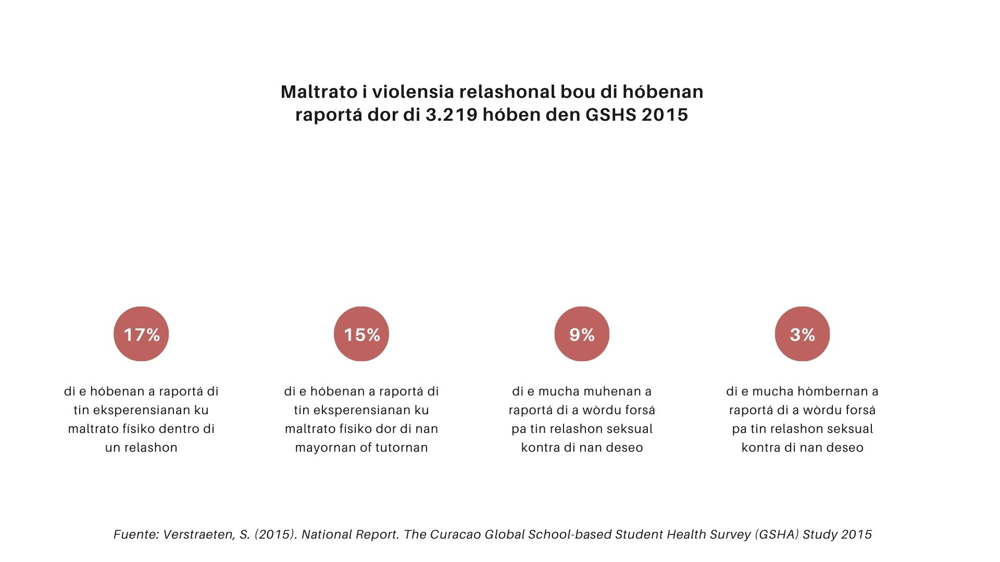 Maltrato i violensia relashonal bou di hóbenan
raportá dor di 3.219 hóben den GSHS 2015
17%
di e hóbenan a raportá di
tin eksperensianan ku
maltrato físiko dentro di
un relashon
15%
di e hóbenan a raportá di
tin eksperensianan ku
maltrato físiko dor di nan
mayornan of tutornan
9%
di e mucha muhenan a
raportá di a wòrdu forsá
pa tin relashon seksual
kontra di nan deseo
3%
di e mucha hòmbernan a
raportá di a wòrdu forsá
pa tin relashon seksual
kontra di nan deseo
Fuente: Verstraeten, S. (2015). National Report. The Curacao Global School-based Student Health Survey (GSHA) Study 2015